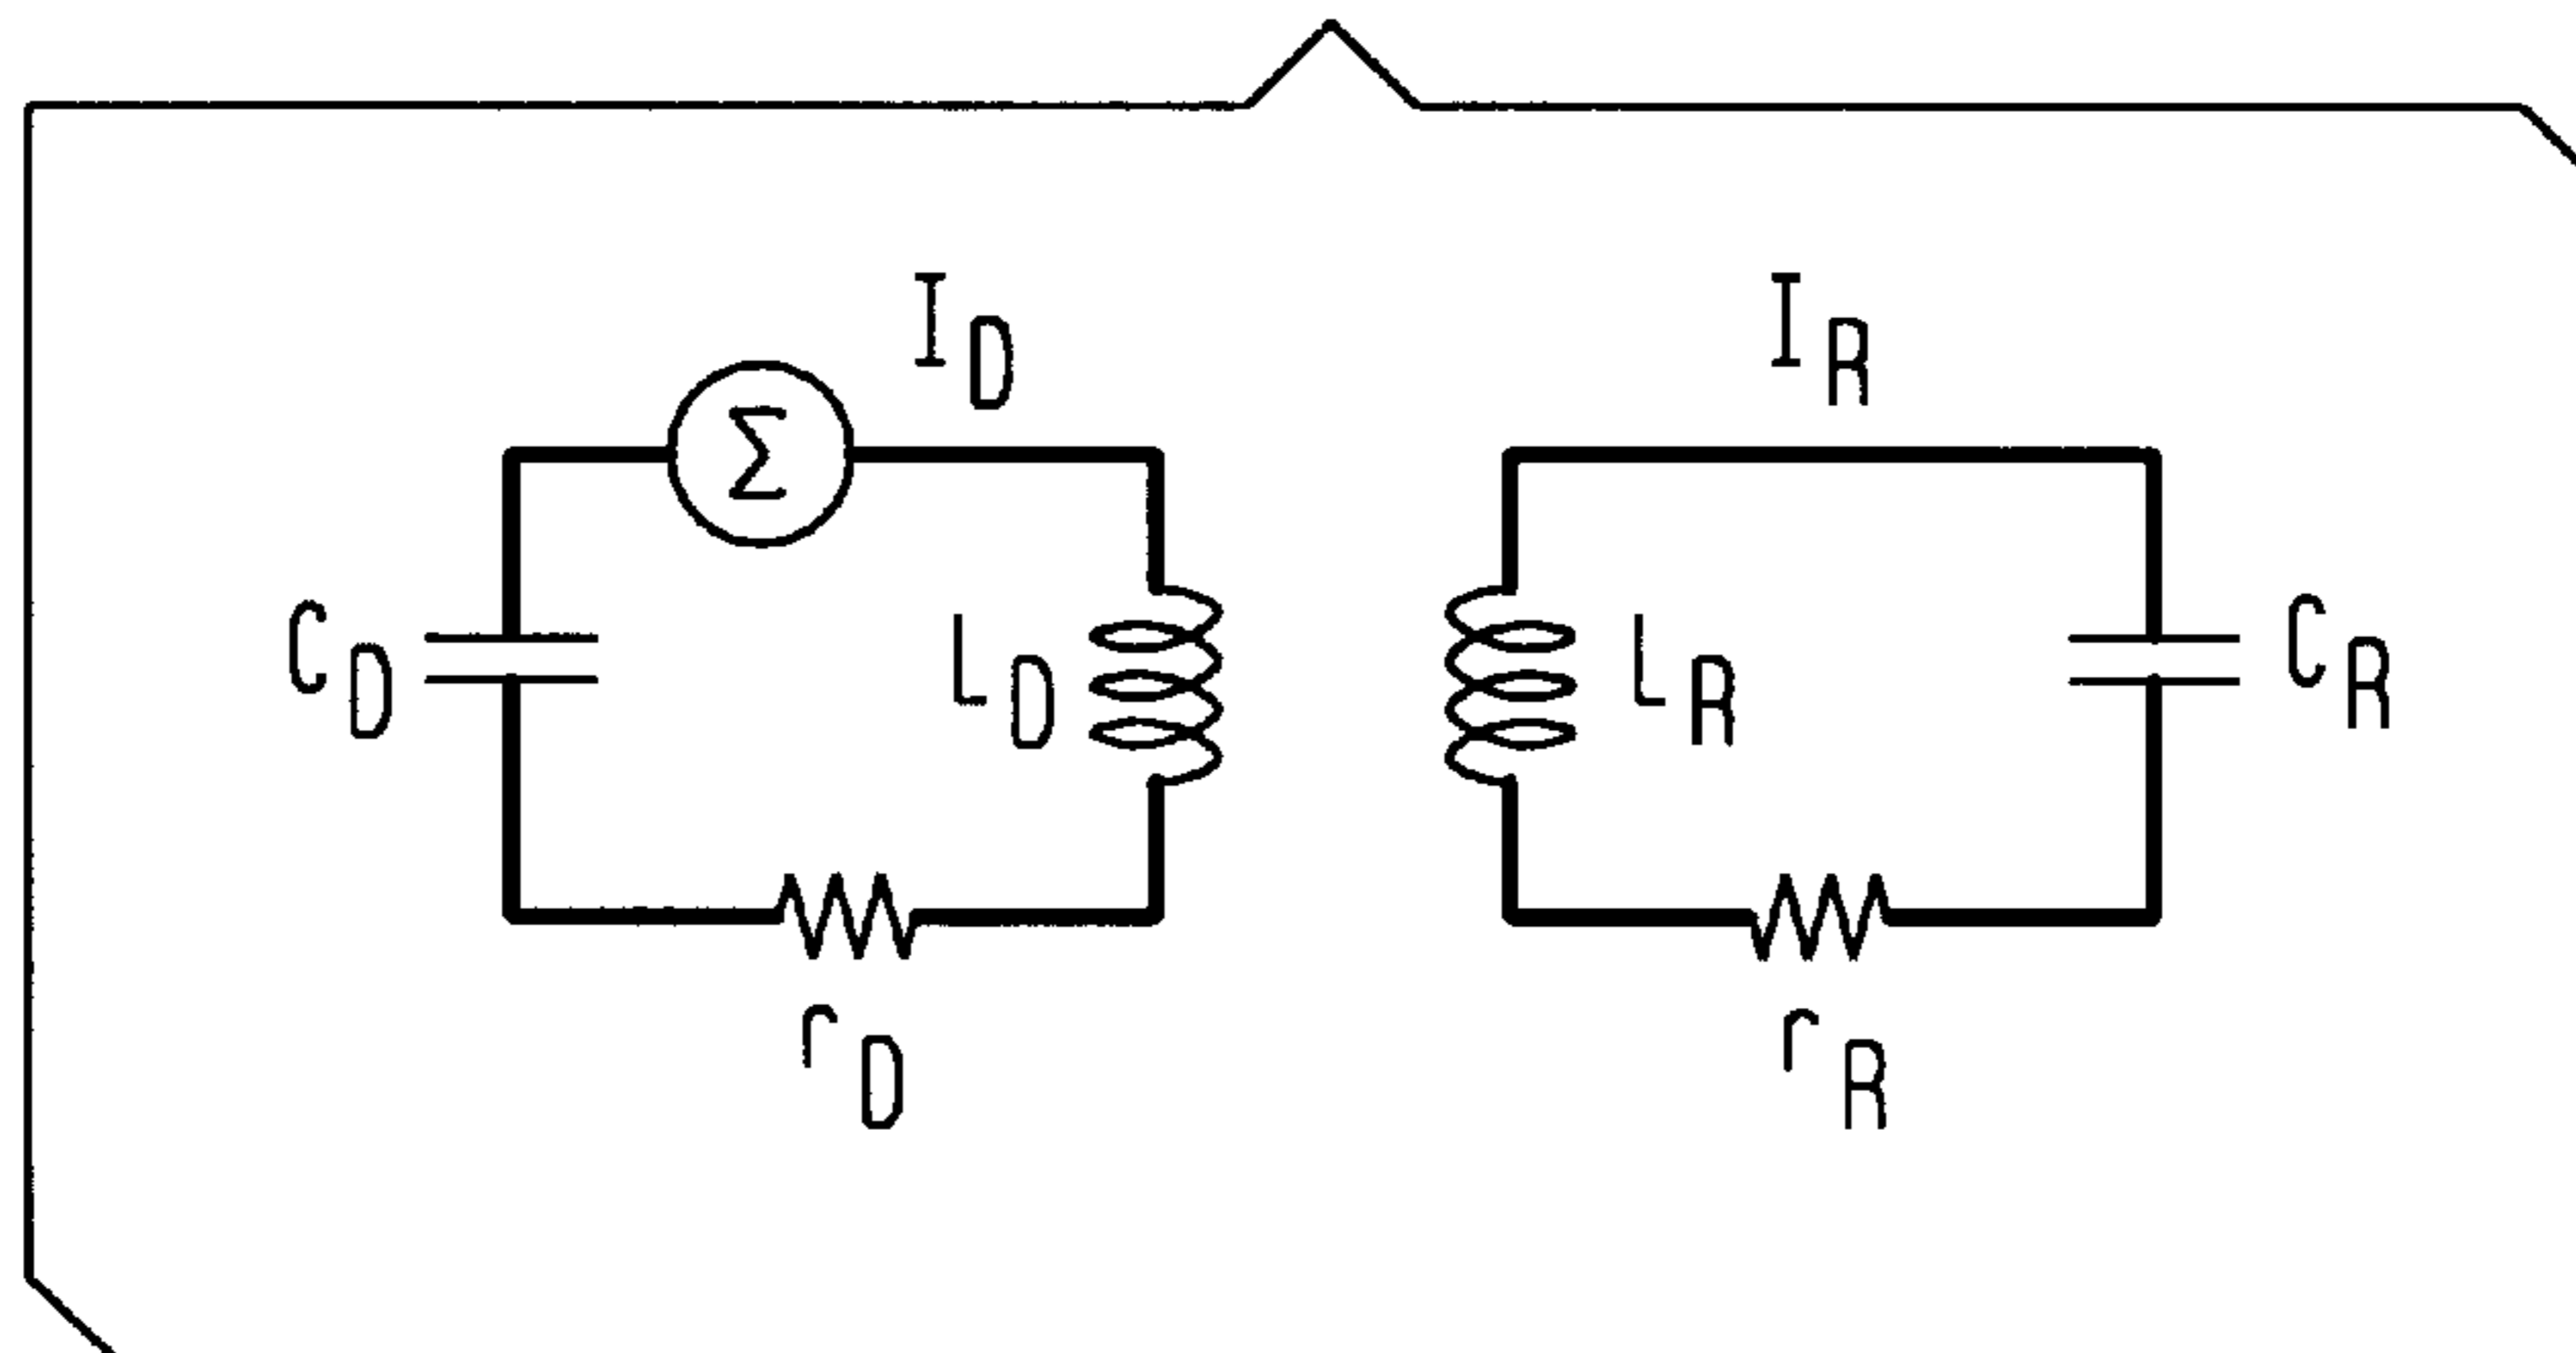 I_D
I_R
Σ
C_D
L_D
L_R
C_R
r_D
r_R